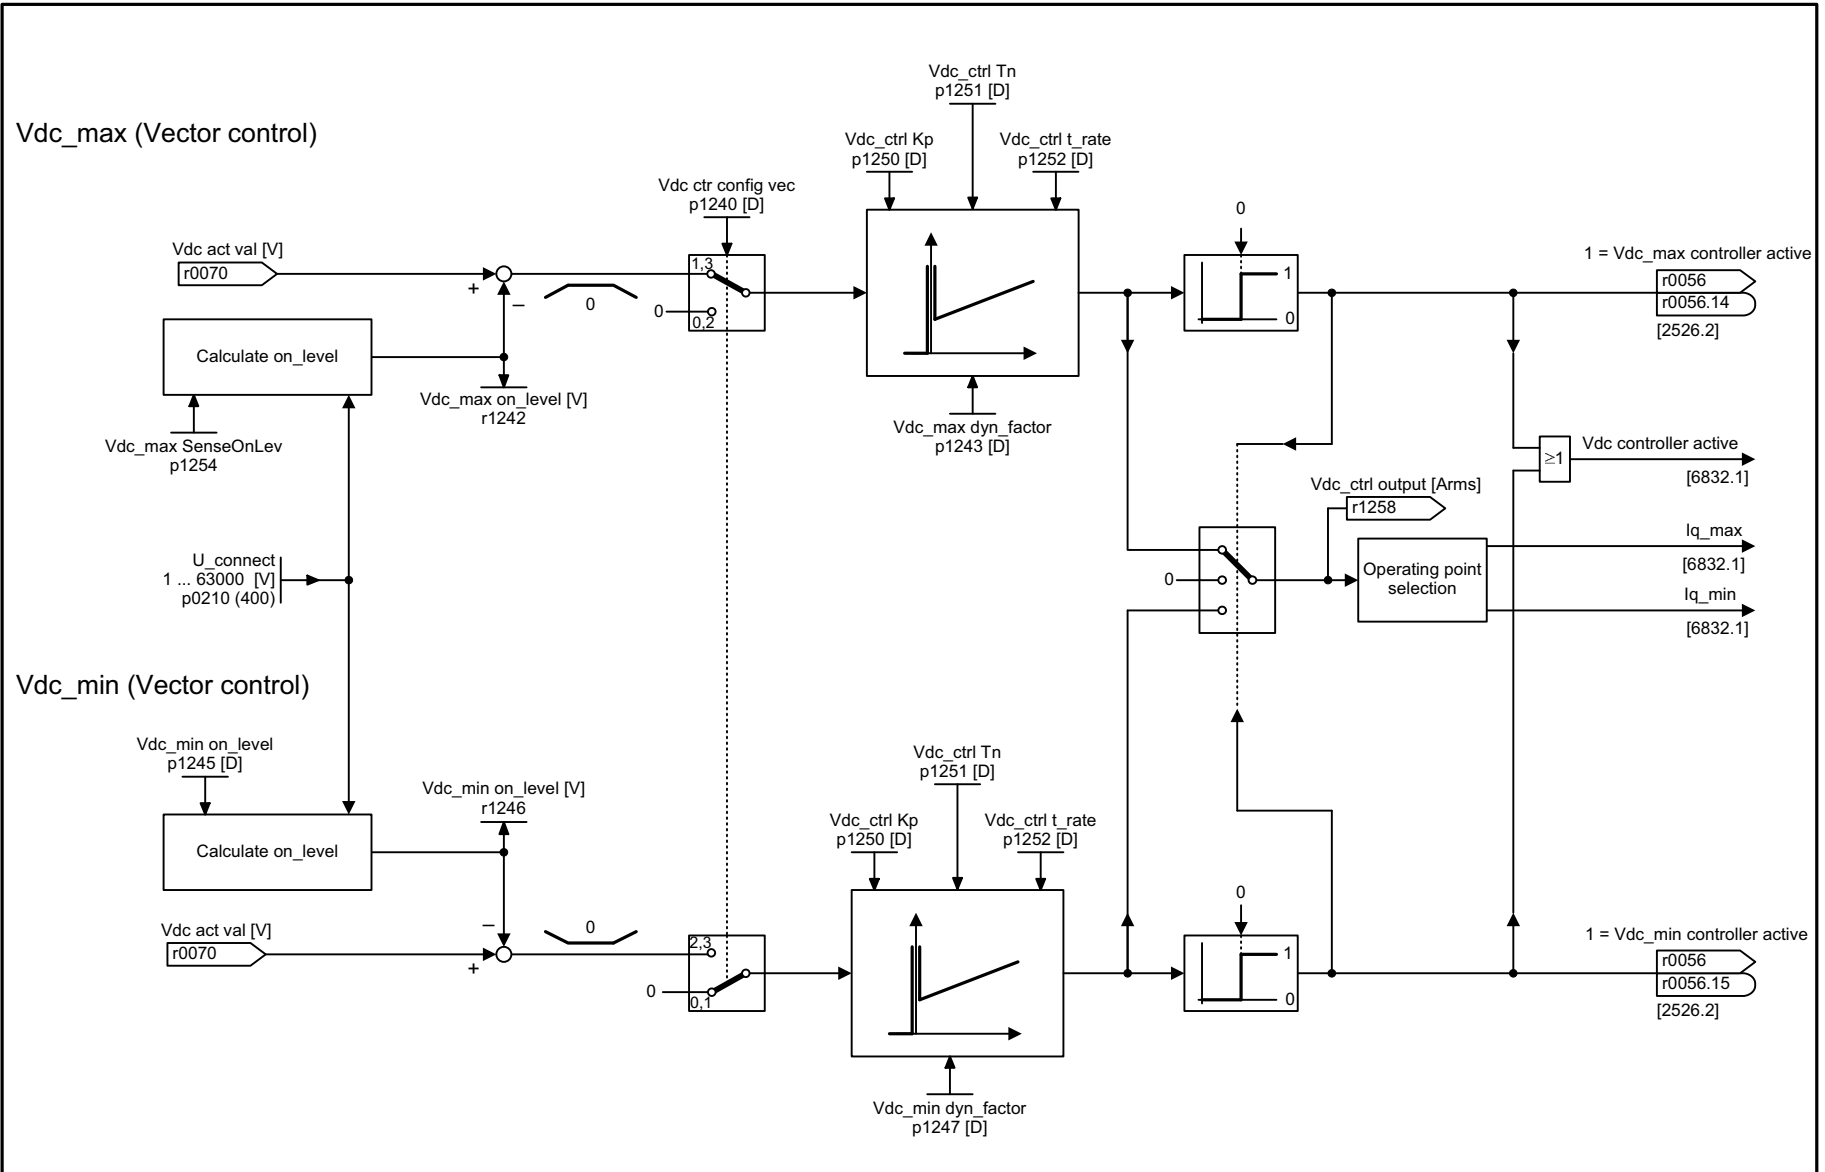 Vdc_max (Vector control)
Vdc_ctrl Tn
p1251 [D]
Vdc_ctrl Kp
p1250 [D]
Vdc_ctrl t_rate
p1252 [D]
Vdc ctr config vec
p1240 [D]
0
Vdc act val [V]
r0070
+
–
0
1,3
0
0,2
1
0
1 = Vdc_max controller active
r0056
r0056.14
[2526.2]
Calculate on_level
Vdc_max on_level [V]
r1242
Vdc_max SenseOnLev
p1254
Vdc_max dyn_factor
p1243 [D]
≥1
Vdc controller active
[6832.1]
Vdc_ctrl output [Arms]
r1258
U_connect
1 ... 63000 [V]
p0210 (400)
0
Operating point
selection
Iq_max
[6832.1]
Iq_min
[6832.1]
Vdc_min (Vector control)
Vdc_min on_level
p1245 [D]
Vdc_min on_level [V]
r1246
Vdc_ctrl Tn
p1251 [D]
Vdc_ctrl Kp
p1250 [D]
Vdc_ctrl t_rate
p1252 [D]
Calculate on_level
0
Vdc act val [V]
r0070
–
+
0
2,3
0
0,1
1
0
1 = Vdc_min controller active
r0056
r0056.15
[2526.2]
Vdc_min dyn_factor
p1247 [D]